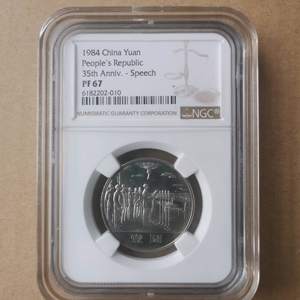 1984 China Yuan
People's Republic
35th Anniv. - Speech
PF 67
6182202-010
NUMISMATIC GUARANTY CORPORATION
NGC